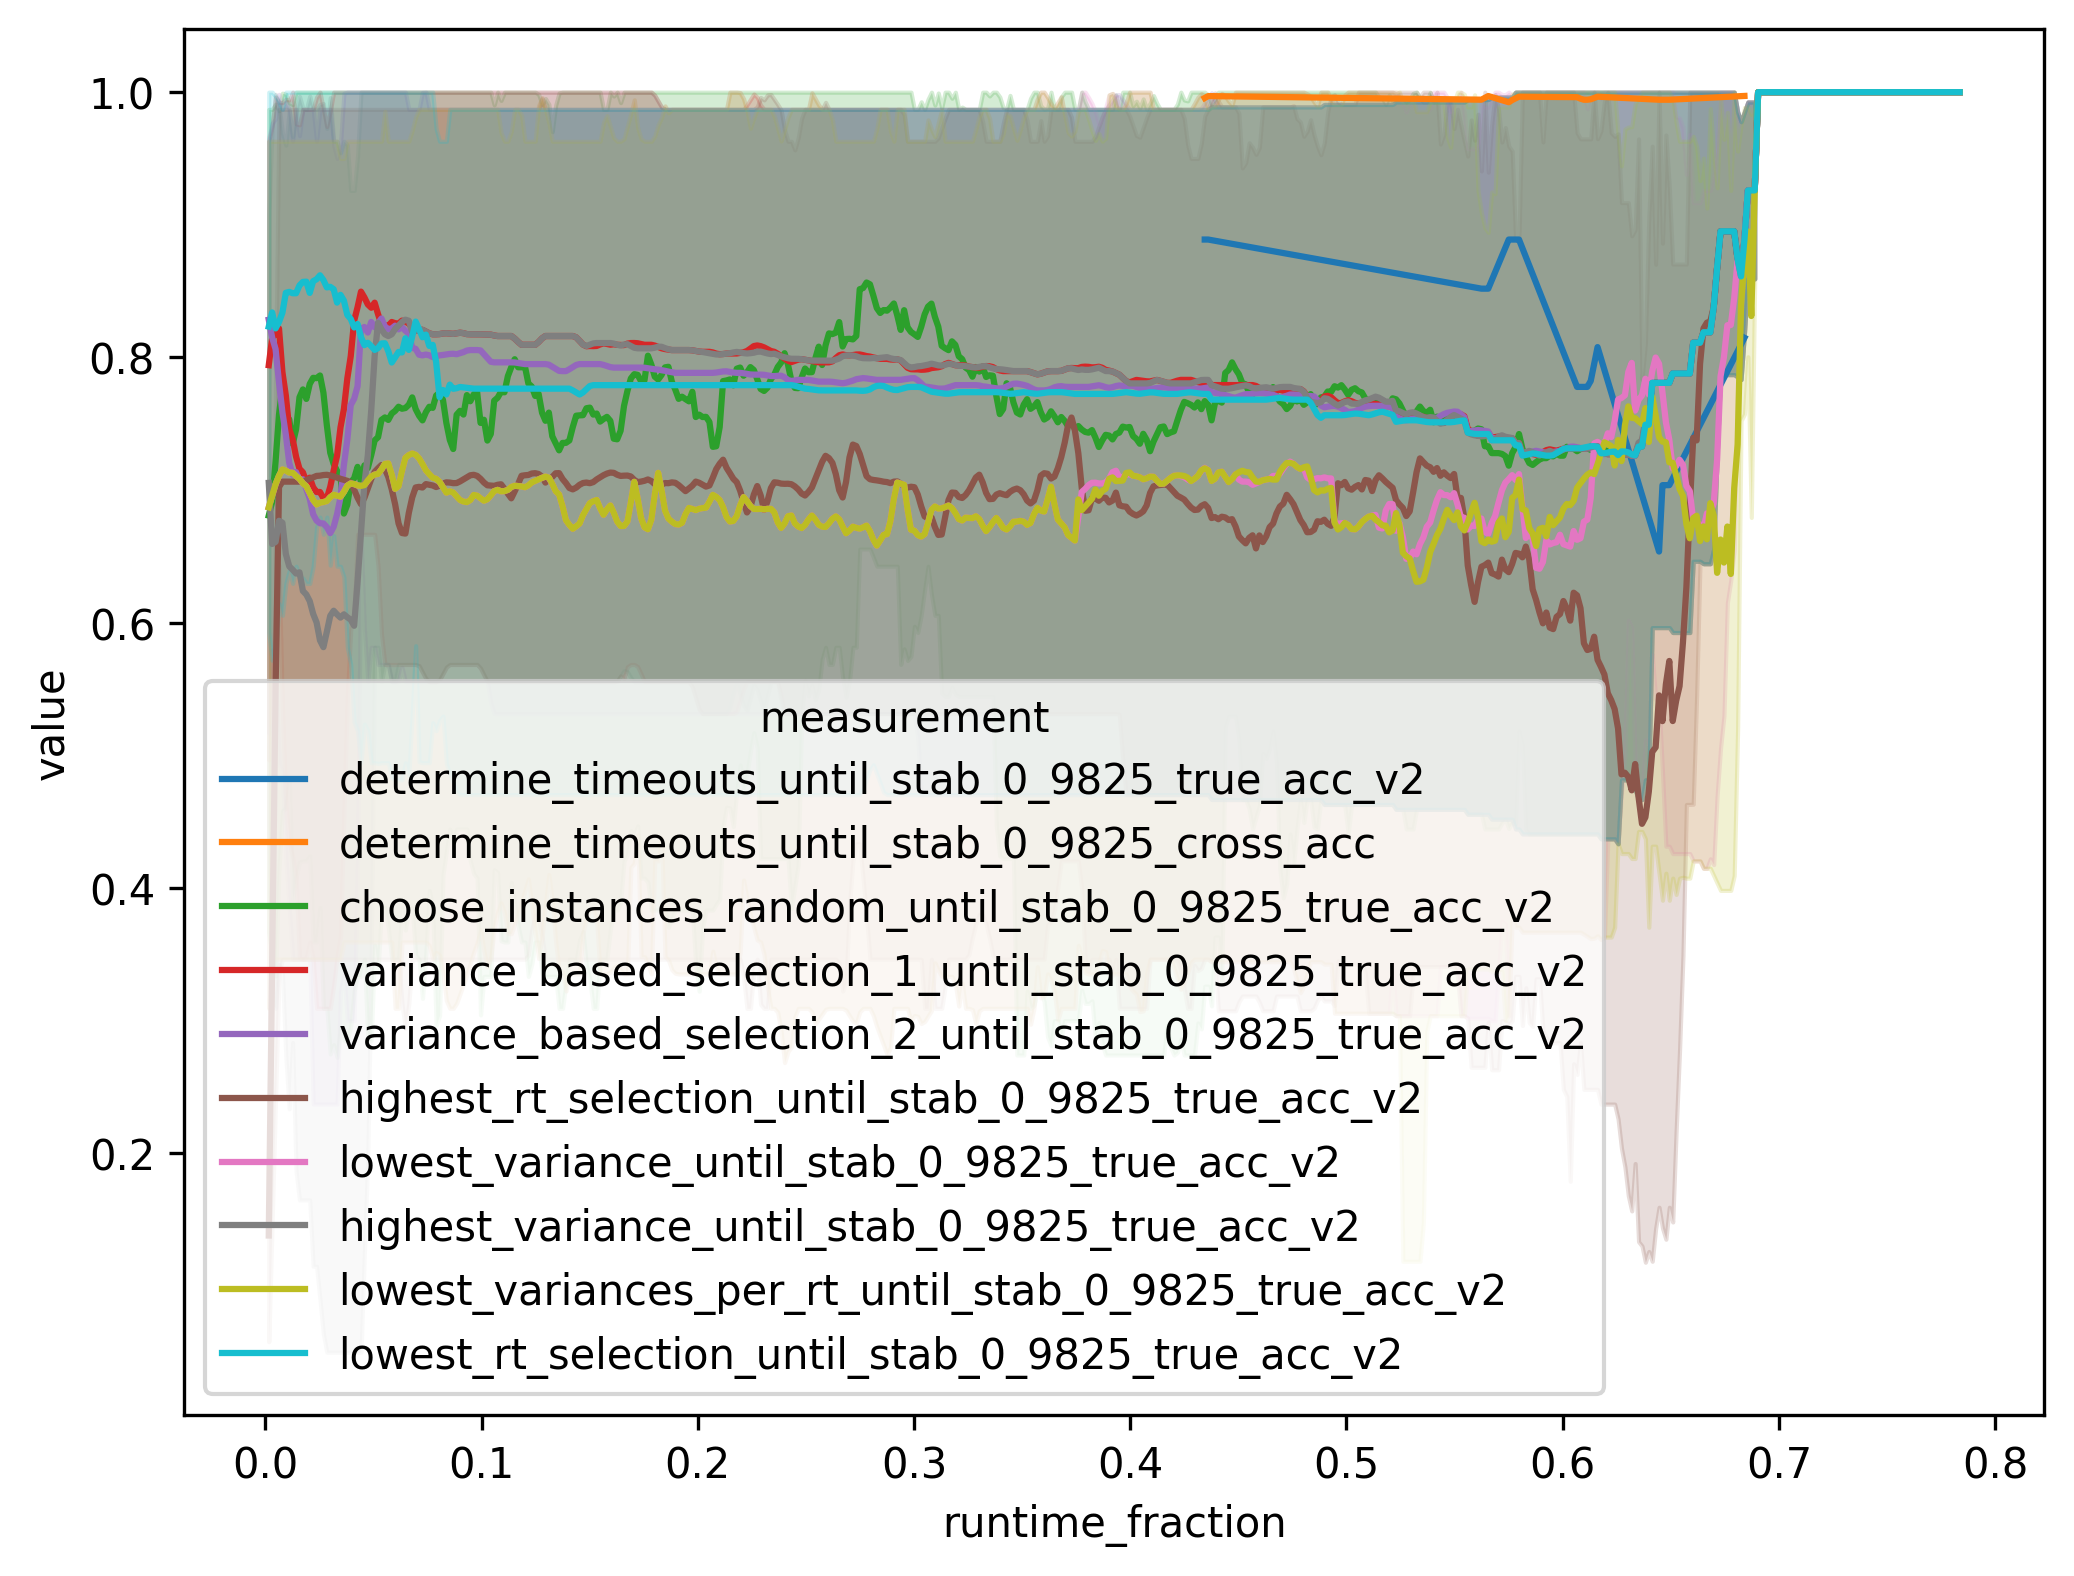 1.0
0.8
0.6
0.4
0.2
value
measurement
determine_timeouts_until_stab_0_9825_true_acc_v2
determine_timeouts_until_stab_0_9825_cross_acc
choose_instances_random_until_stab_0_9825_true_acc_v2
variance_based_selection_1_until_stab_0_9825_true_acc_v2
variance_based_selection_2_until_stab_0_9825_true_acc_v2
highest_rt_selection_until_stab_0_9825_true_acc_v2
lowest_variance_until_stab_0_9825_true_acc_v2
highest_variance_until_stab_0_9825_true_acc_v2
lowest_variances_per_rt_until_stab_0_9825_true_acc_v2
lowest_rt_selection_until_stab_0_9825_true_acc_v2
0.0 0.1 0.2 0.3 0.4 0.5 0.6 0.7 0.8
runtime_fraction